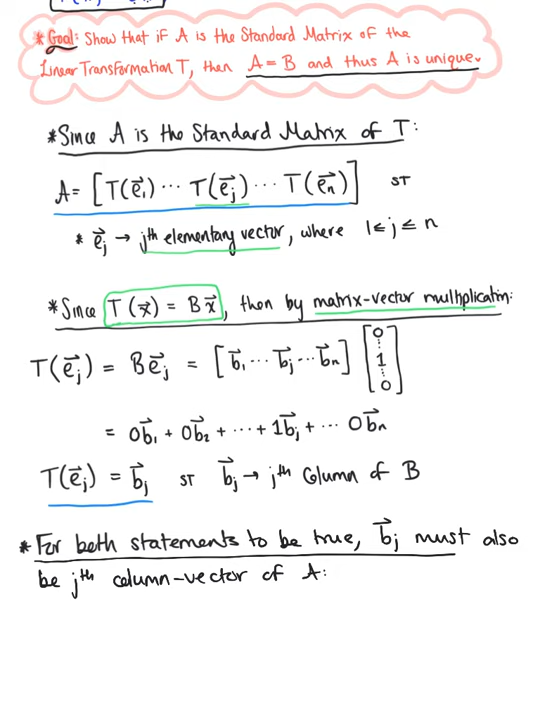 * Goal: Show that if A is the Standard Matrix of the
Linear Transformation T, then A = B and thus A is unique.
* Since A is the Standard Matrix of T:
A = [T(e⃗₁) ··· T(e⃗ⱼ) ··· T(e⃗ₙ)] ST
* e⃗ⱼ → jᵗʰ elementary vector, where 1 ≤ j ≤ n
* Since T(x⃗) = Bx⃗, then by matrix-vector multiplicatin:
T(e⃗ⱼ) = Be⃗ⱼ = [b⃗₁ ··· b⃗ⱼ ··· b⃗ₙ] [0 ⋮ 1 ⋮ 0]
= 0b⃗₁ + 0b⃗₂ + ··· + 1b⃗ⱼ + ··· 0b⃗ₙ
T(e⃗ⱼ) = b⃗ⱼ ST b⃗ⱼ → jᵗʰ Column of B
* For both statements to be true, b⃗ⱼ must also
be jᵗʰ column-vector of A: